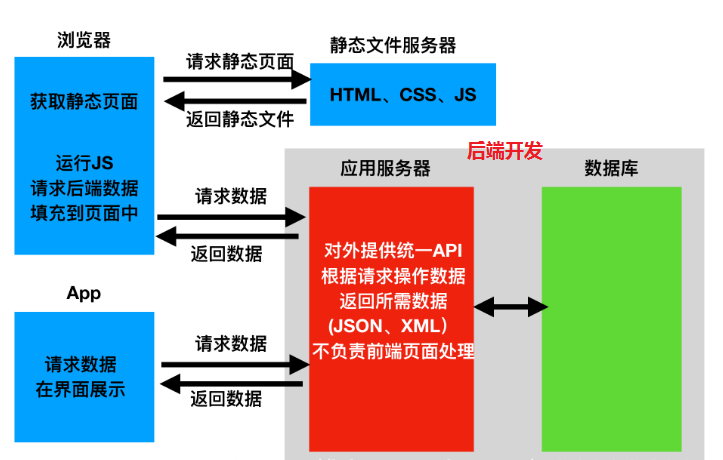 浏览器
静态文件服务器
请求静态页面
HTML、CSS、JS
获取静态页面
返回静态文件
后端开发
运行JS
请求后端数据
填充到页面中
应用服务器
数据库
请求数据
返回数据
对外提供统一API
根据请求操作数据
返回所需数据
(JSON、XML）
不负责前端页面处理
App
请求数据
在界面展示
请求数据
返回数据